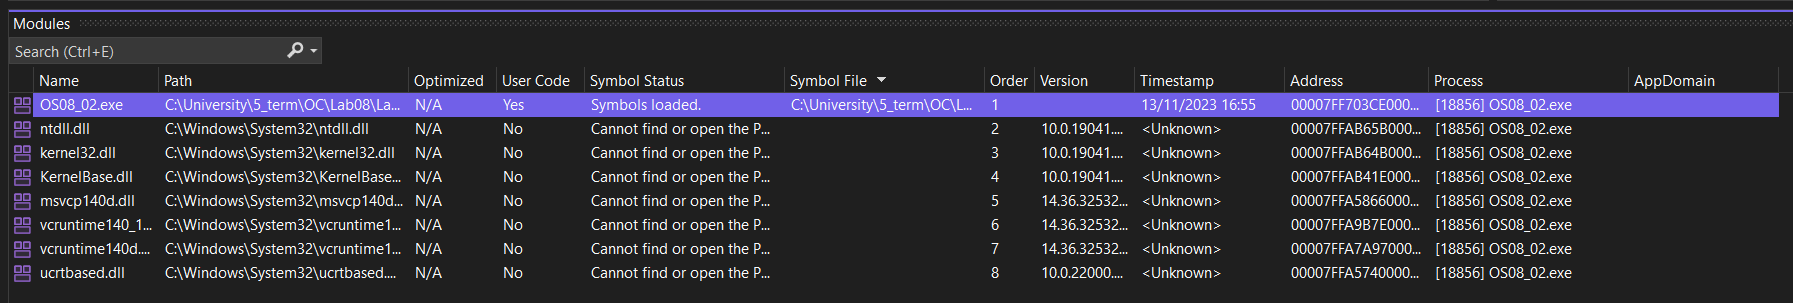 Modules
Search (Ctrl+E)
Name Path Optimized User Code Symbol Status Symbol File Order Version Timestamp Address Process AppDomain
OS08_02.exe C:\University\5_term\OC\Lab08\La... N/A Yes Symbols loaded. C:\University\5_term\OC\L... 1 13/11/2023 16:55 00007FF703CE000... [18856] OS08_02.exe
ntdll.dll C:\Windows\System32\ntdll.dll N/A No Cannot find or open the P... 2 10.0.19041.... <Unknown> 00007FFAB65B000... [18856] OS08_02.exe
kernel32.dll C:\Windows\System32\kernel32.dll N/A No Cannot find or open the P... 3 10.0.19041.... <Unknown> 00007FFAB64B000... [18856] OS08_02.exe
KernelBase.dll C:\Windows\System32\KernelBase... N/A No Cannot find or open the P... 4 10.0.19041.... <Unknown> 00007FFAB41E000... [18856] OS08_02.exe
msvcp140d.dll C:\Windows\System32\msvcp140d... N/A No Cannot find or open the P... 5 14.36.32532... <Unknown> 00007FFA5866000... [18856] OS08_02.exe
vcruntime140_1... C:\Windows\System32\vcruntime1... N/A No Cannot find or open the P... 6 14.36.32532... <Unknown> 00007FFA9B7E000... [18856] OS08_02.exe
vcruntime140d.... C:\Windows\System32\vcruntime1... N/A No Cannot find or open the P... 7 14.36.32532... <Unknown> 00007FFA7A97000... [18856] OS08_02.exe
ucrtbased.dll C:\Windows\System32\ucrtbased.... N/A No Cannot find or open the P... 8 10.0.22000.... <Unknown> 00007FFA5740000... [18856] OS08_02.exe